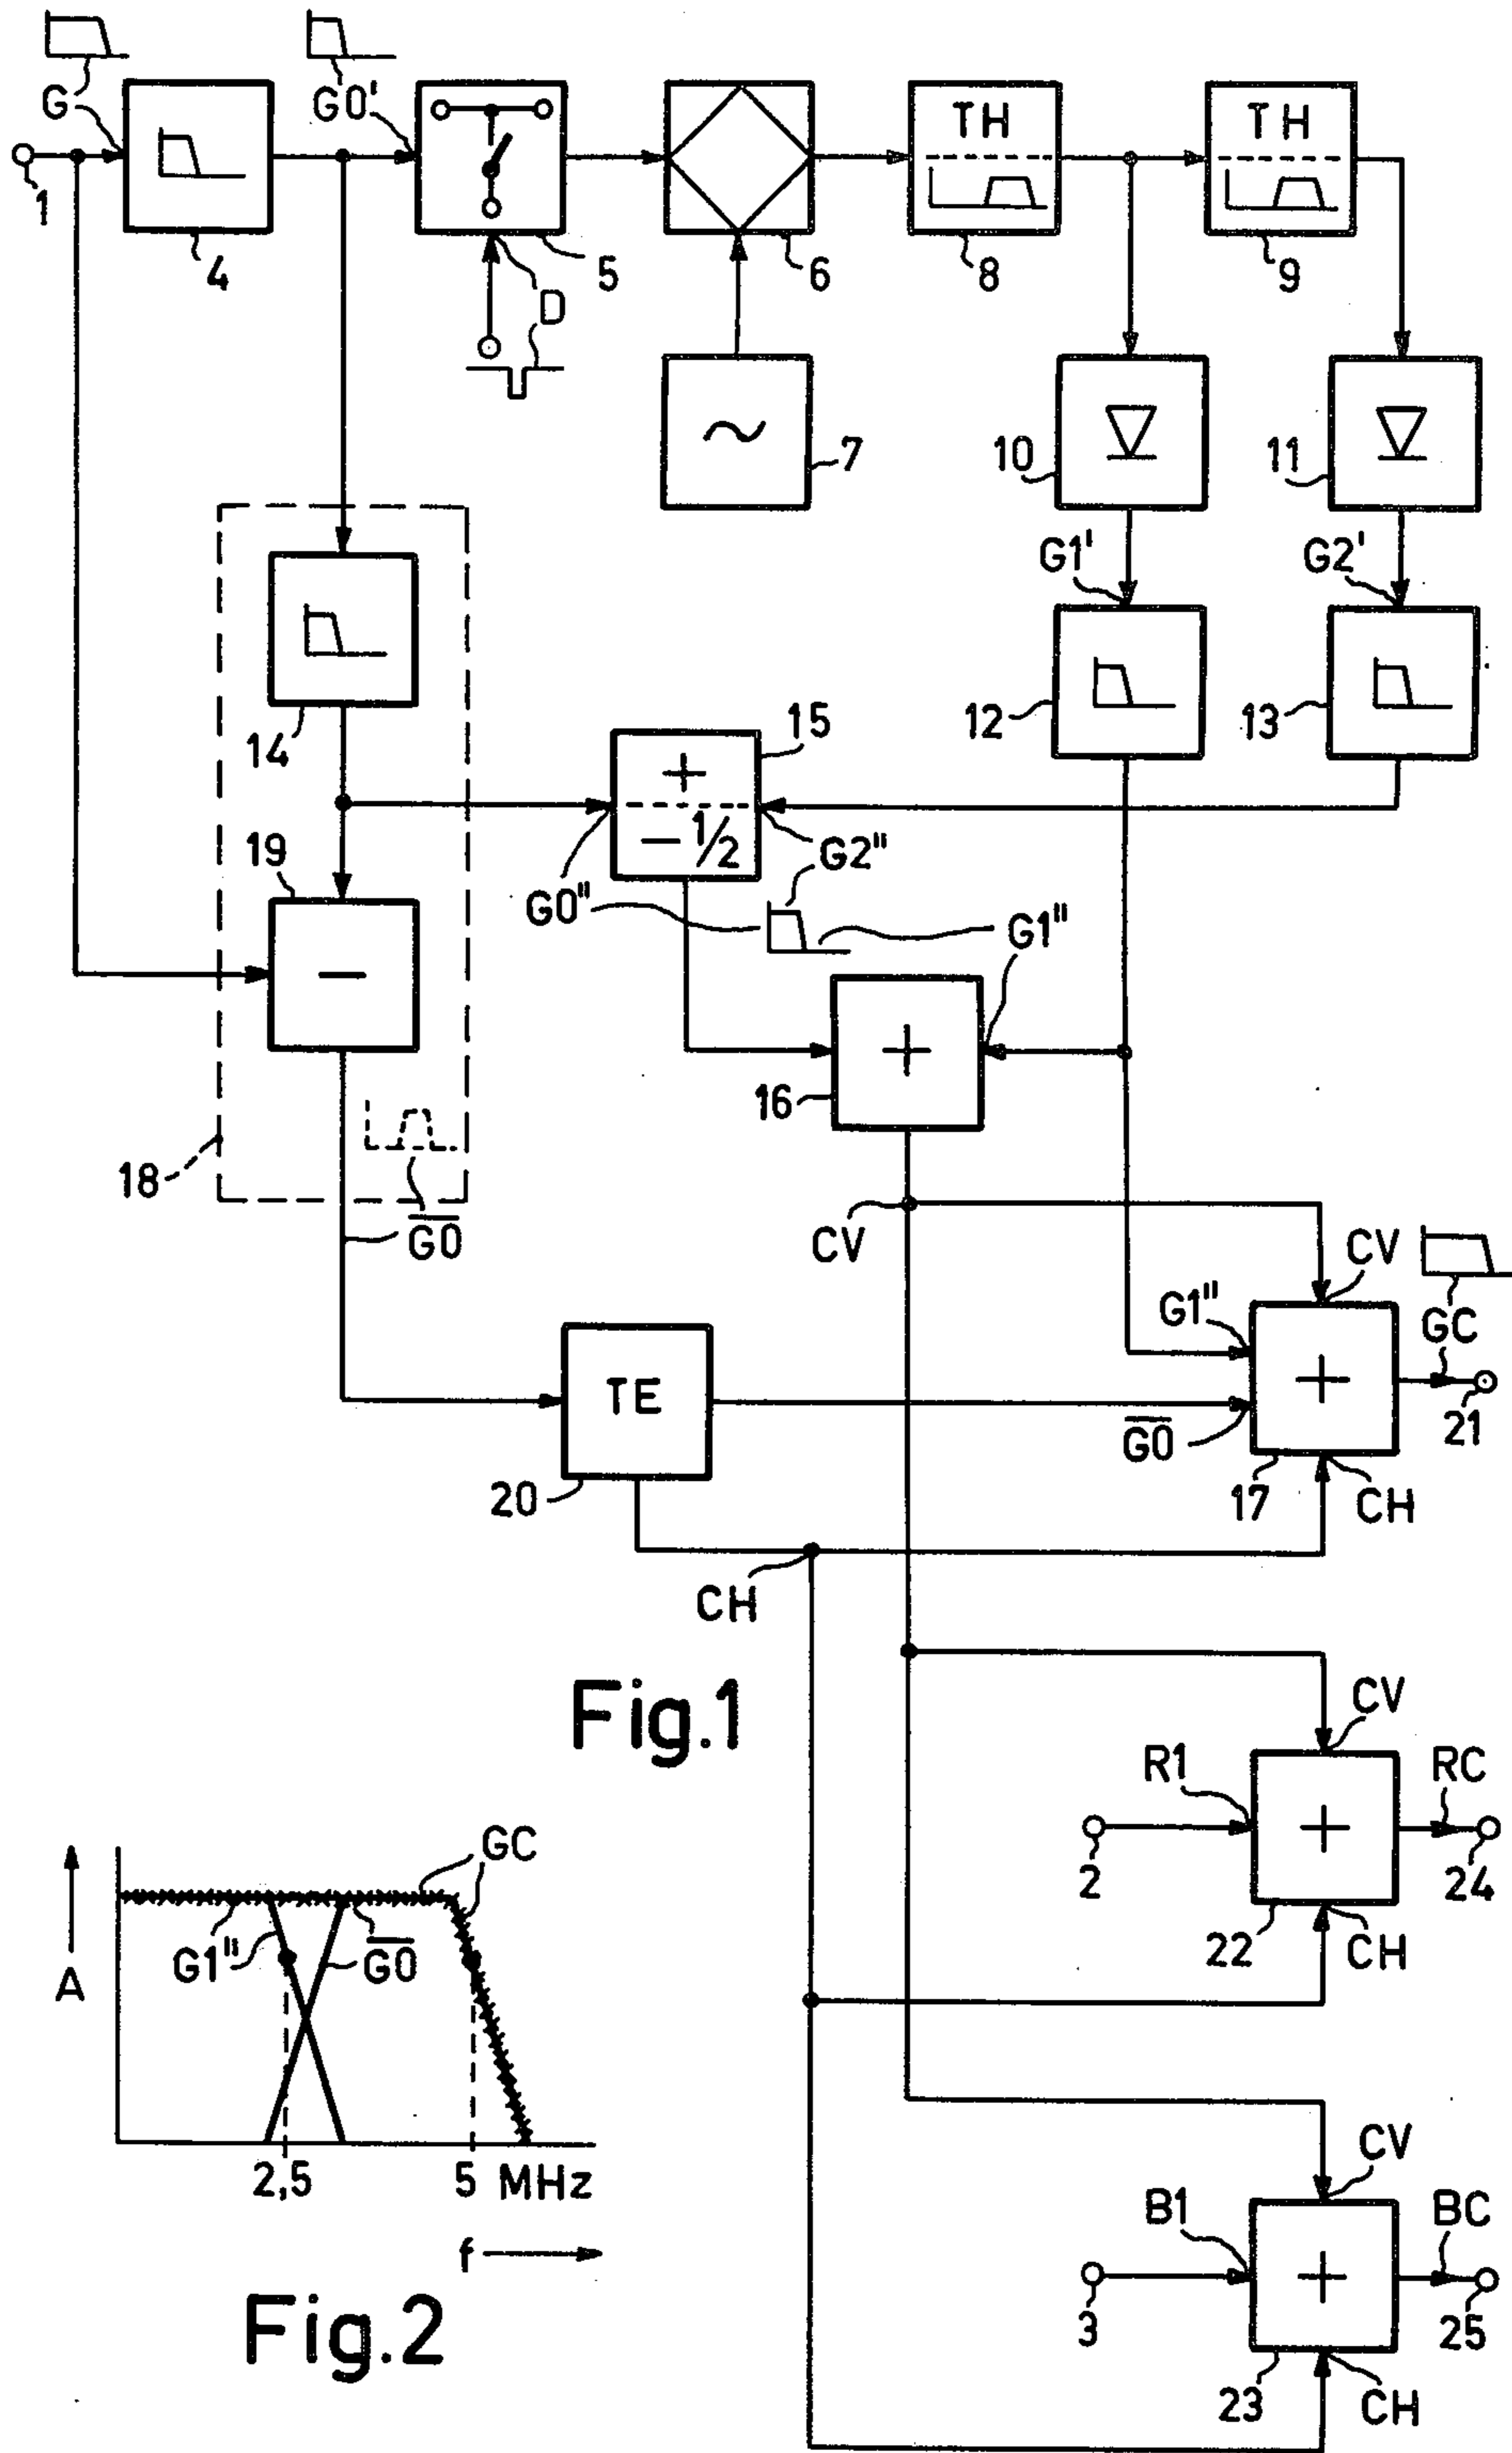 G
G0'
TH
TH
1
4
5
D
6
8
9
~
7
10
11
G1'
G2'
14
15
12
13
+
- 1/2
19
G0"
G2"
G1"
−
+
16
18
G̅0̅
CV
CV
G1"
GC
TE
+
G̅0̅
21
20
17
CH
CH
Fig.1
CV
R1
RC
+
2
24
22
CH
GC
G1"
G̅0̅
A
2,5
5 MHz
f
Fig.2
CV
B1
BC
+
3
25
23
CH